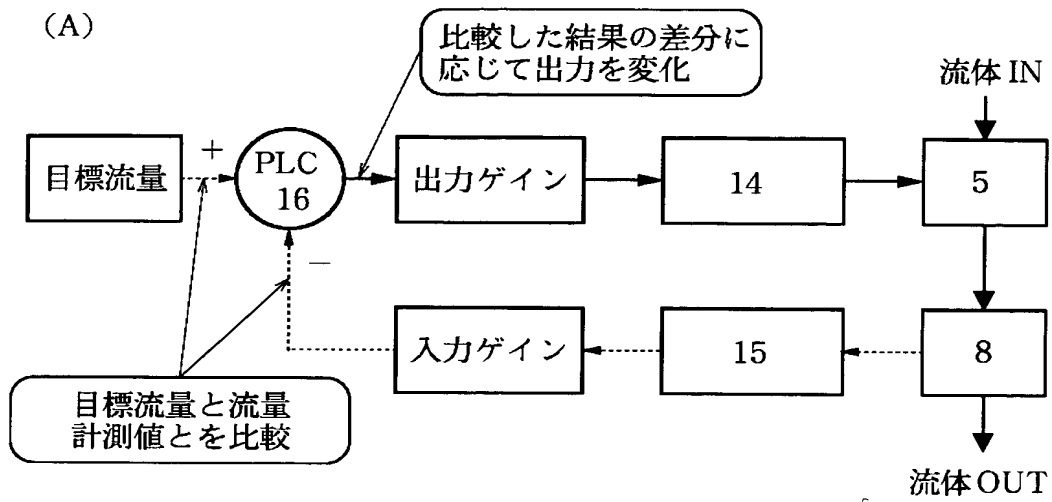 (A)
比較した結果の差分に
応じて出力を変化
流体IN
目標流量
+
PLC
16
出力ゲイン
14
5
−
入力ゲイン
15
8
目標流量と流量
計測値とを比較
流体OUT